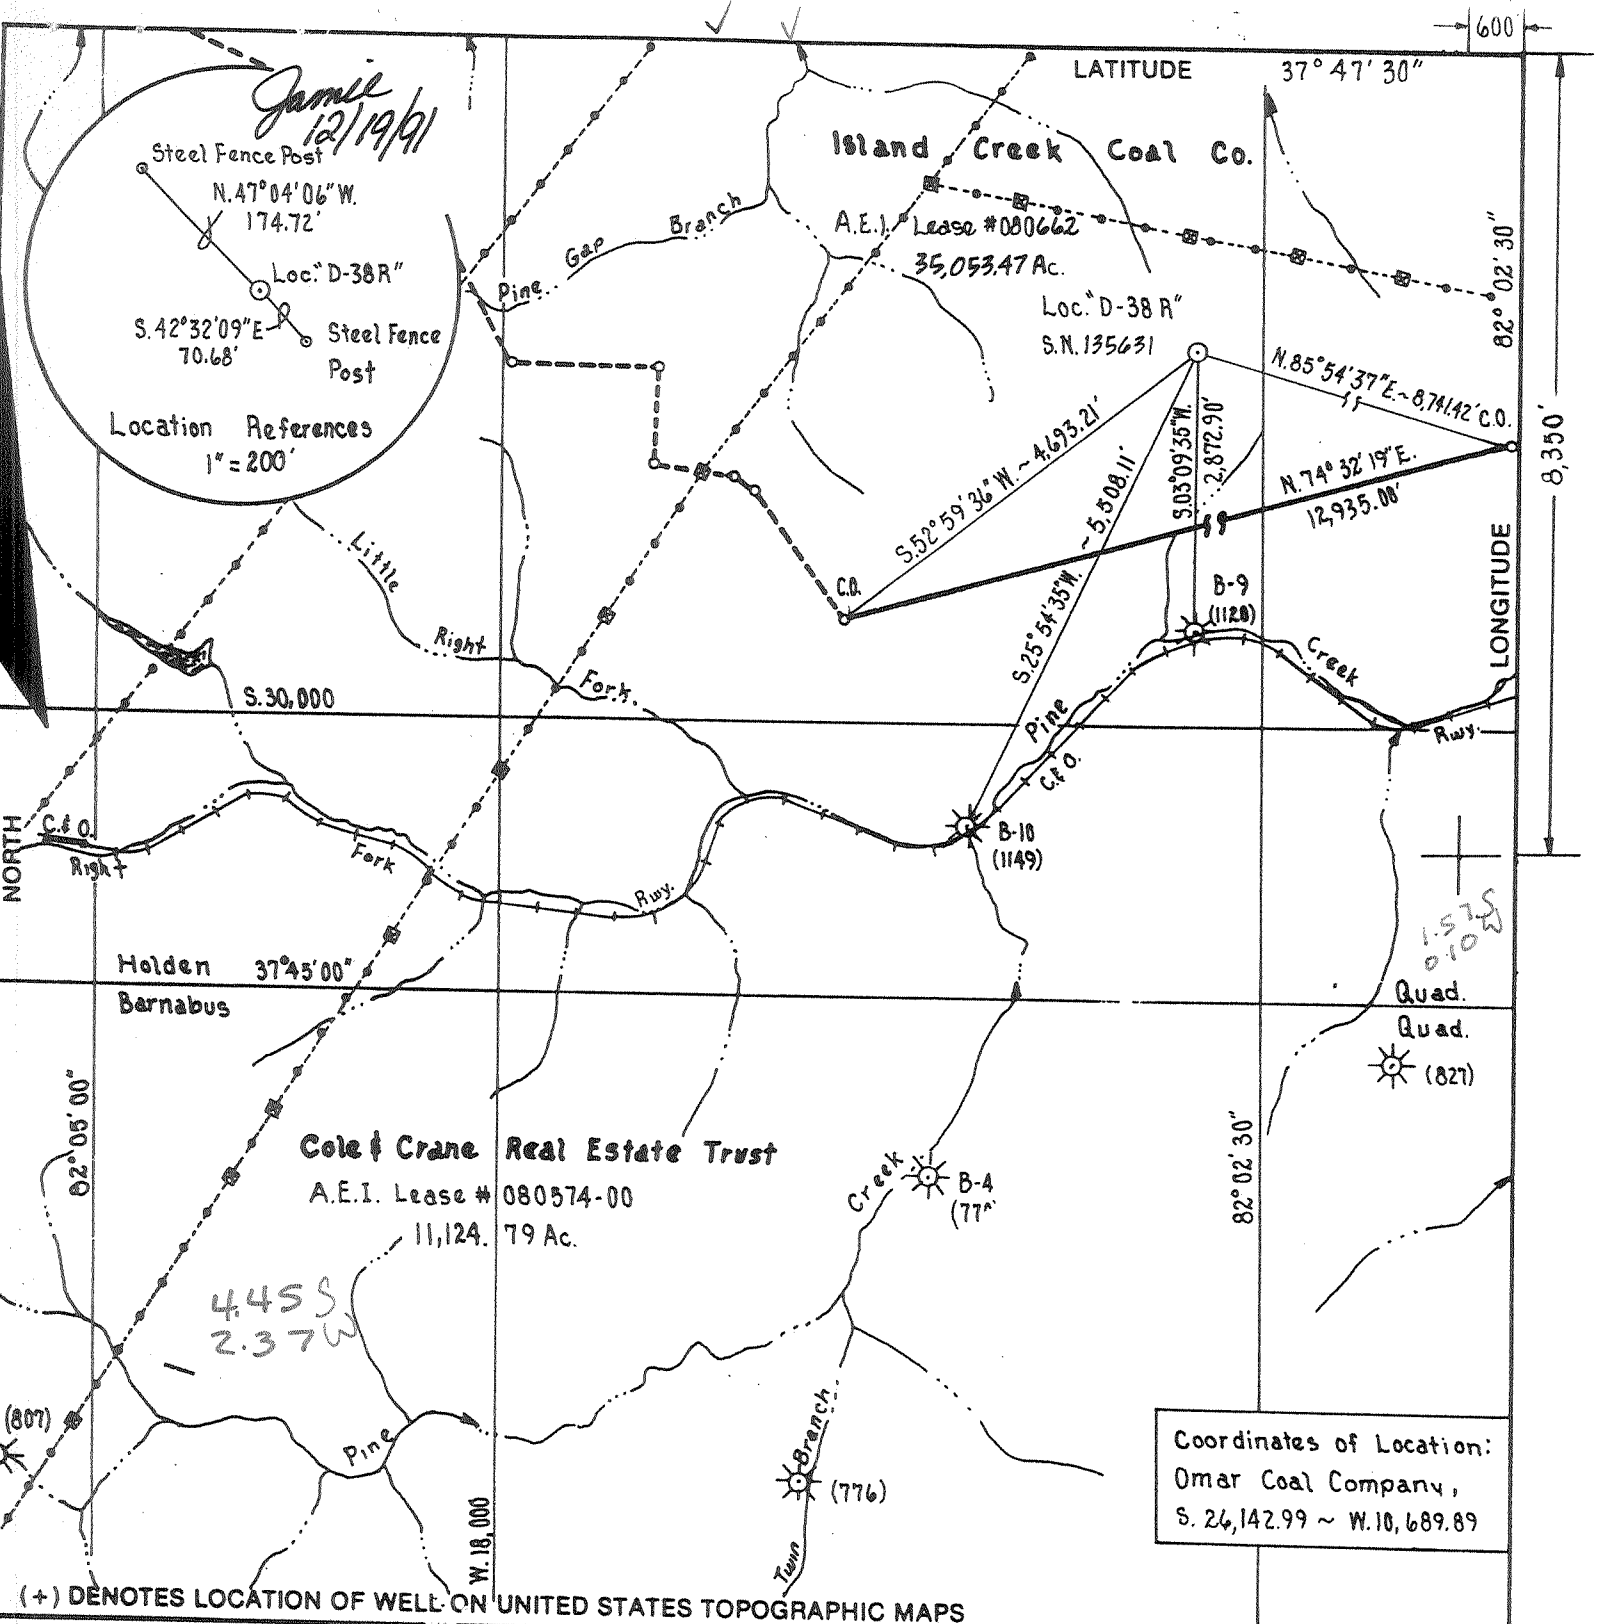 600
LATITUDE 37° 47' 30"
Jamie
12/19/91
Steel Fence Post
N.47°04'06"W.
174.72'
Loc."D-38R"
S.42°32'09"E
70.68'
Steel Fence
Post
Location References
1" = 200'
Island Creek Coal Co.
A.E.I. Lease #080662
35,053.47 Ac.
Loc."D-38 R"
S.N. 135631
82° 02' 30"
8,350'
LONGITUDE
Pine Gap Branch
N.85°54'37"E.~8,741.42' C.O.
S.52°59'36"W. ~ 4,693.21'
S.25°54'35"W. ~ 5,508.11'
S.03°09'35"W.
2,872.90'
N.74° 32' 19"E.
12,935.00'
C.O.
B-9
(1128)
Little Right Fork
S.30,000
Pine Creek
C.& O. Rwy.
NORTH
C.& O.
Right Fork
Rwy.
B-10
(1149)
1.57S
0.10W
Holden 37°45'00" Quad.
Barnabus Quad.
(827)
82°05'00"
82° 02' 30"
Cole & Crane Real Estate Trust
A.E.I. Lease # 080574-00
11,124.79 Ac.
Creek
B-4
4.45 S
2.37 W
(807)
Pine
Twin Branch
(776)
W.18,000
Coordinates of Location:
Omar Coal Company,
S. 26,142.99 ~ W.10,689.89
(+) DENOTES LOCATION OF WELL ON UNITED STATES TOPOGRAPHIC MAPS